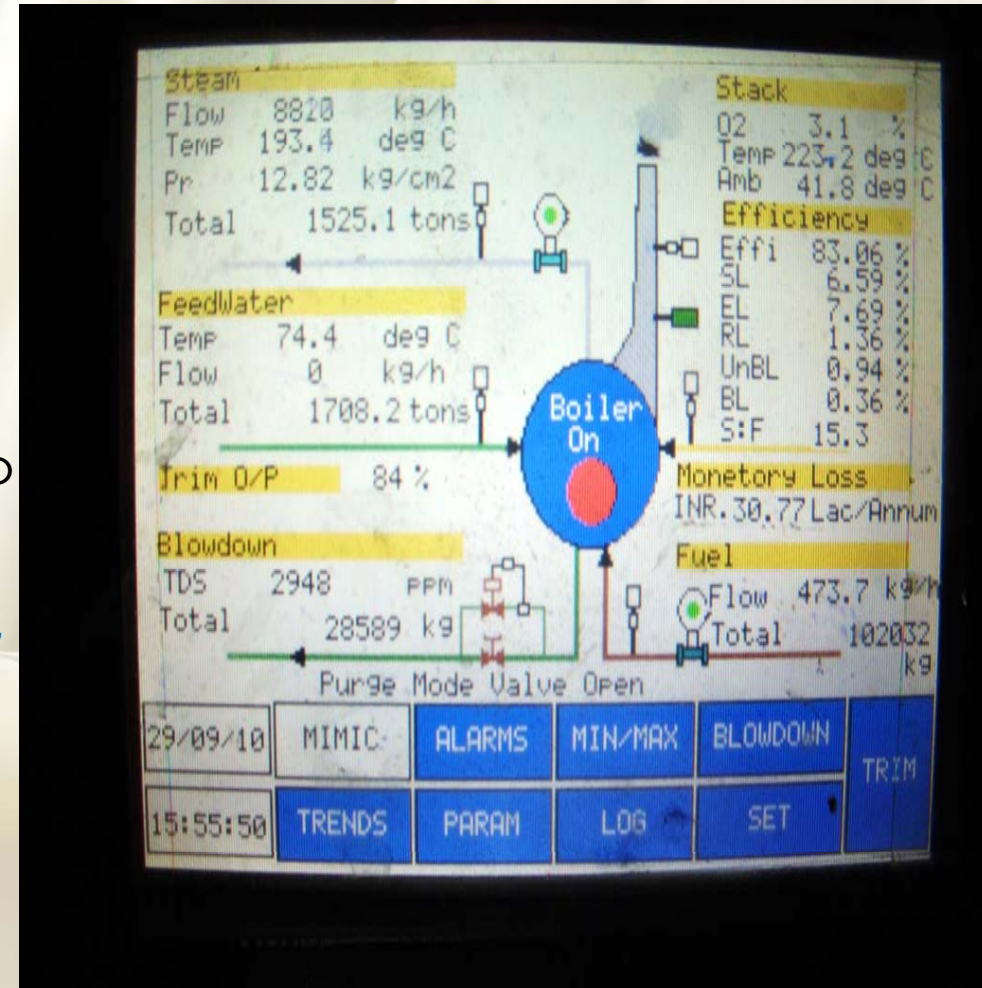 Steam
Flow 8820 kg/h
Temp 193.4 deg C
Pr 12.82 kg/cm2
Total 1525.1 tons
FeedWater
Temp 74.4 deg C
Flow 0 kg/h
Total 1708.2 tons
Trim O/P 84 %
Blowdown
TDS 2948 PPM
Total 28589 kg
Purge Mode Valve Open
Boiler
On
Stack
O2 3.1 %
Temp 223.2 deg C
Amb 41.8 deg C
Efficiency
Effi 83.06 %
SL 6.59 %
EL 7.69 %
RL 1.36 %
UnBL 0.94 %
BL 0.36 %
S:F 15.3
Monetory Loss
INR.30.77 Lac/Annum
Fuel
Flow 473.7 kg/h
Total 102032
kg
29/09/10 MIMIC ALARMS MIN/MAX BLOWDOWN
TRIM
15:55:50 TRENDS PARAM LOG SET